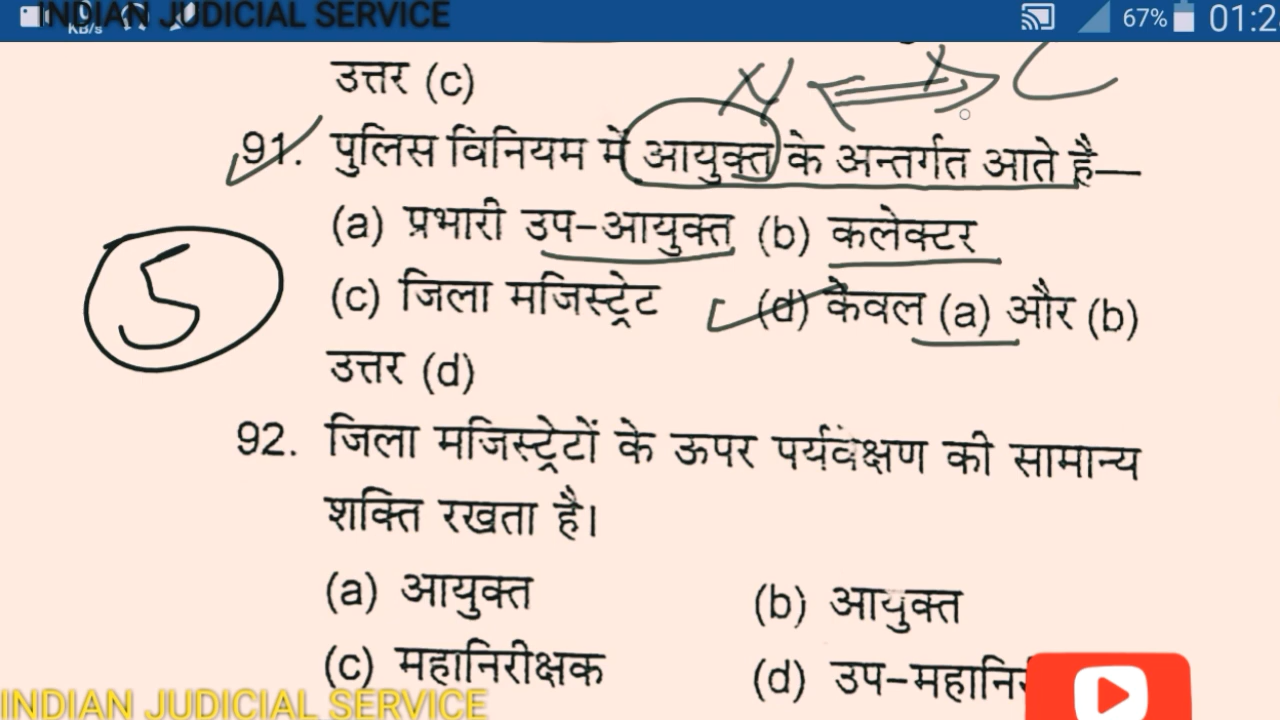 INDIAN JUDICIAL SERVICE
KB/s
67% 01:2
उत्तर (c)
91. पुलिस विनियम में आयुक्त के अन्तर्गत आते है—
(a) प्रभारी उप-आयुक्त (b) कलेक्टर
(c) जिला मजिस्ट्रेट (d) केवल (a) और (b)
5
उत्तर (d)
92. जिला मजिस्ट्रेटों के ऊपर पर्यवेक्षण की सामान्य
शक्ति रखता है।
(a) आयुक्त (b) आयुक्त
(c) महानिरीक्षक (d) उप-महानि
INDIAN JUDICIAL SERVICE